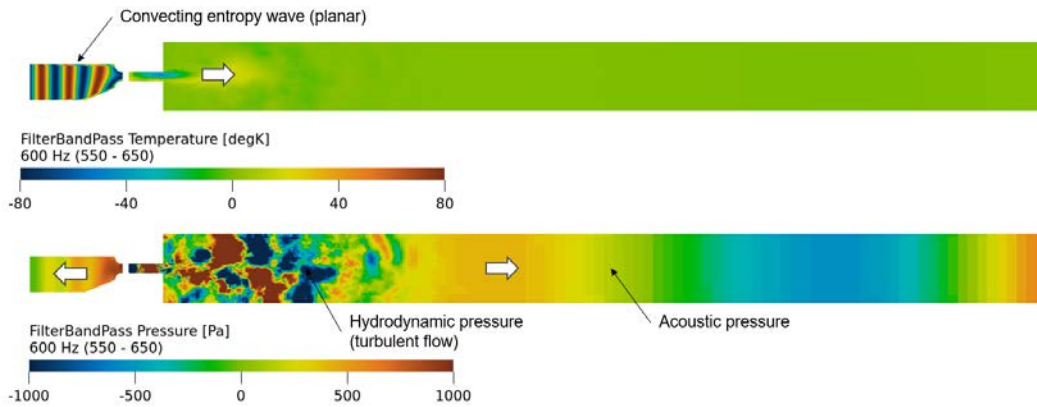 Convecting entropy wave (planar)
FilterBandPass Temperature [degK]
600 Hz (550 - 650)
-80 -40 0 40 80
Hydrodynamic pressure
(turbulent flow)
Acoustic pressure
FilterBandPass Pressure [Pa]
600 Hz (550 - 650)
-1000 -500 0 500 1000